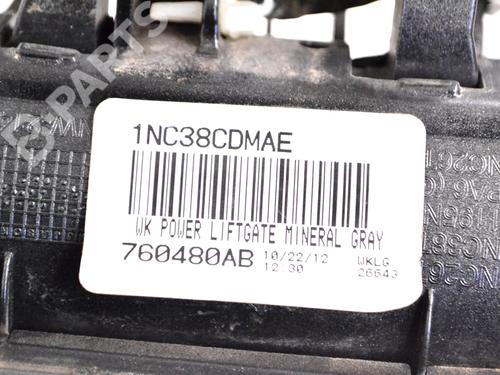 B-PARTS
1NC38CDMAE
WK POWER LIFTGATE MINERAL GRAY
760480AB 10/22/12 WKLG
12.30 26643